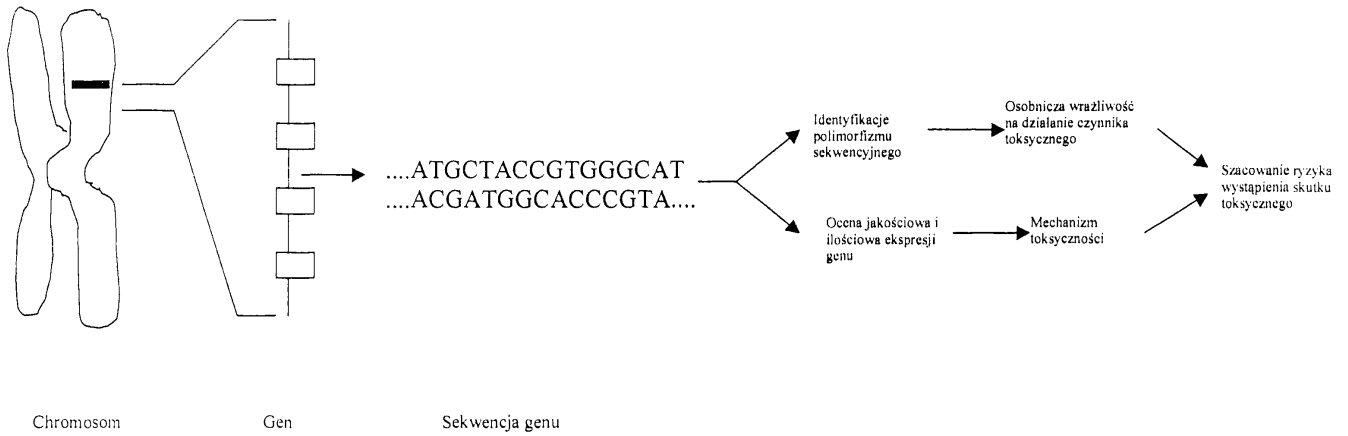 ....ATGCTACCGTGGGCAT
....ACGATGGCACCCGTA....
Identyfikacje
polimorfizmu
sekwencyjnego
Osobnicza wrażliwość
na działanie czynnika
toksycznego
Ocena jakościowa i
ilościowa ekspresji
genu
Mechanizm
toksyczności
Szacowanie ryzyka
wystąpienia skutku
toksycznego
Chromosom
Gen
Sekwencja genu